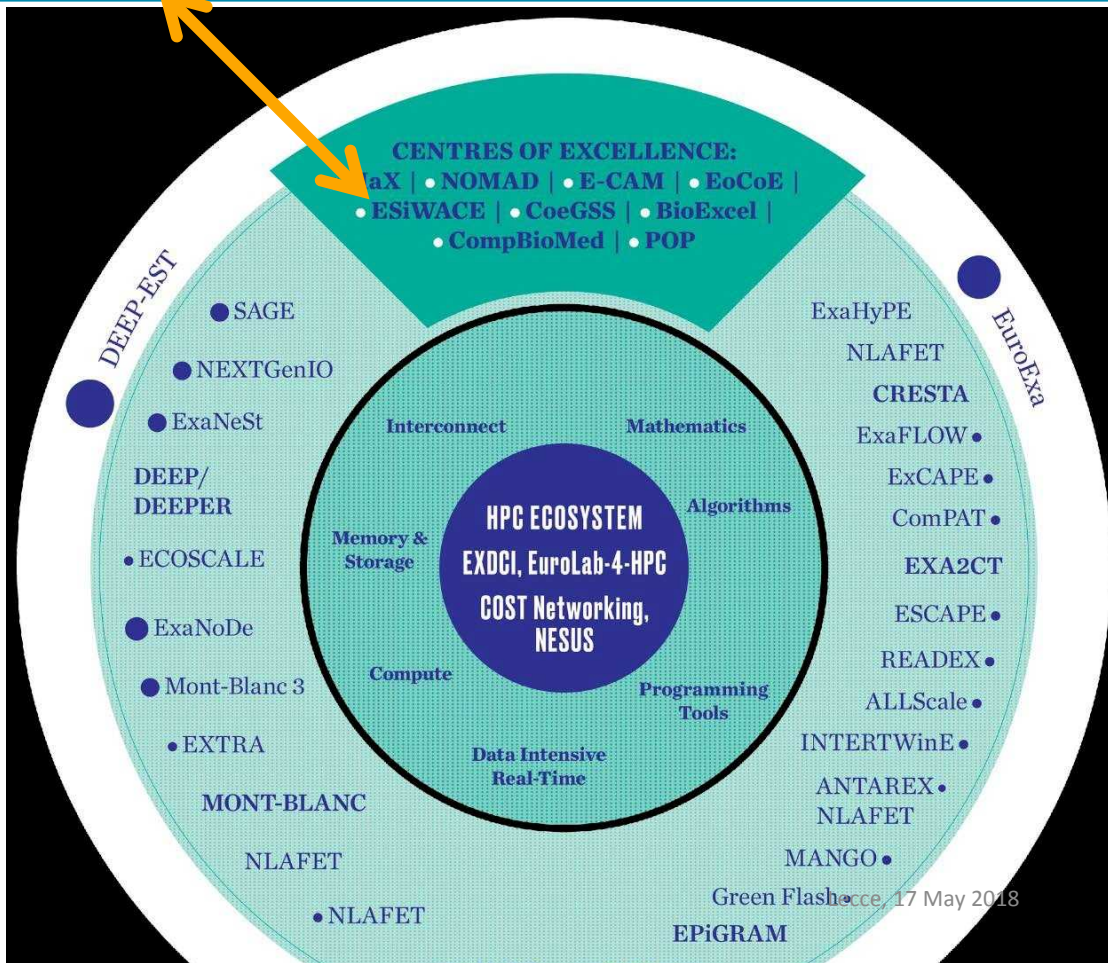 CENTRES OF EXCELLENCE:
aX | • NOMAD | • E-CAM | • EoCoE |
• ESiWACE | • CoeGSS | • BioExcel |
• CompBioMed | • POP
DEEP-EST
EuroExa
• SAGE
• NEXTGenIO
• ExaNeSt
DEEP/
DEEPER
• ECOSCALE
• ExaNoDe
• Mont-Blanc 3
• EXTRA
MONT-BLANC
NLAFET
• NLAFET
Interconnect
Mathematics
Algorithms
Memory &
Storage
HPC ECOSYSTEM
EXDCI, EuroLab-4-HPC
COST Networking,
NESUS
Compute
Programming
Tools
Data Intensive
Real-Time
ExaHyPE
NLAFET
CRESTA
ExaFLOW •
ExCAPE •
ComPAT •
EXA2CT
ESCAPE •
READEX •
ALLScale •
INTERTWinE •
ANTAREX •
NLAFET
MANGO •
Green Flash •
EPiGRAM
Lecce, 17 May 2018